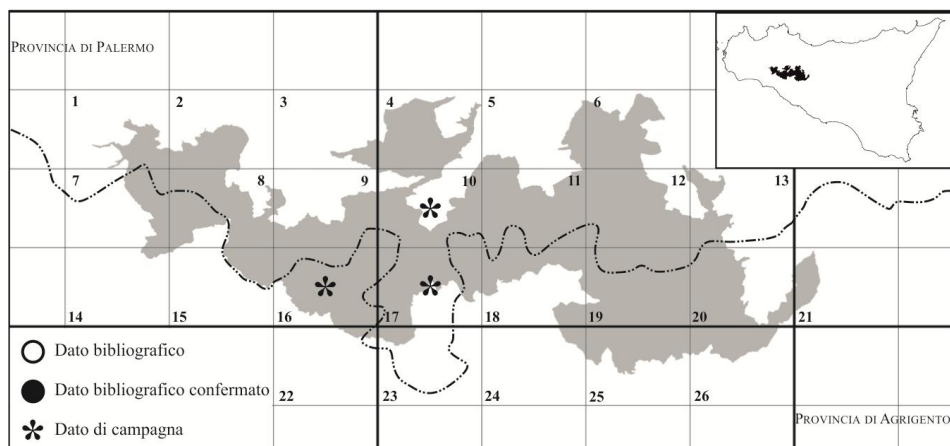 PROVINCIA DI PALERMO
1 2 3 4 5 6
7 8 9 10 11 12 13
14 15 16 17 18 19 20 21
Dato bibliografico
Dato bibliografico confermato
22 23 24 25 26
Dato di campagna
PROVINCIA DI AGRIGENTO